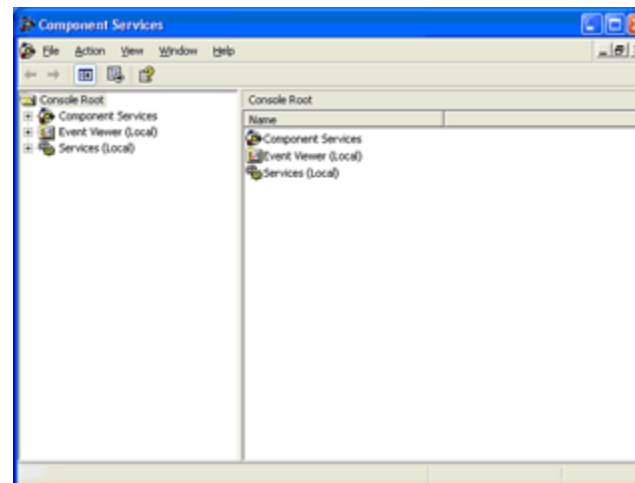 Component Services
File Action View Window Help
Console Root
Component Services
Event Viewer (Local)
Services (Local)
Console Root
Name
Component Services
Event Viewer (Local)
Services (Local)